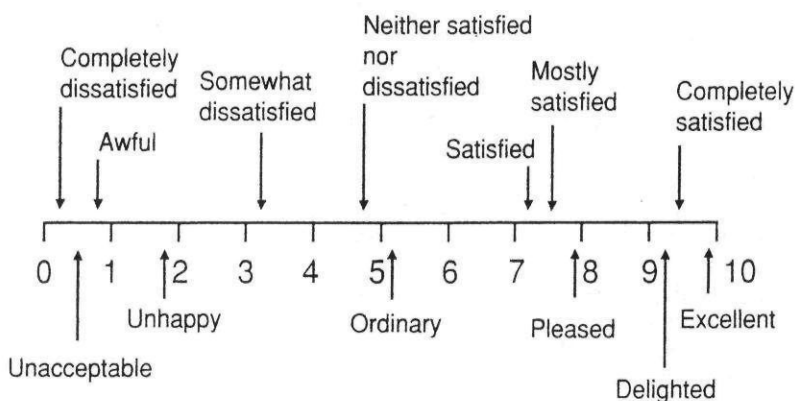 Completely
dissatisfied
Awful
Somewhat
dissatisfied
Neither satisfied
nor
dissatisfied
Satisfied
Mostly
satisfied
Completely
satisfied
0 1 2 3 4 5 6 7 8 9 10
Unacceptable
Unhappy
Ordinary
Pleased
Delighted
Excellent